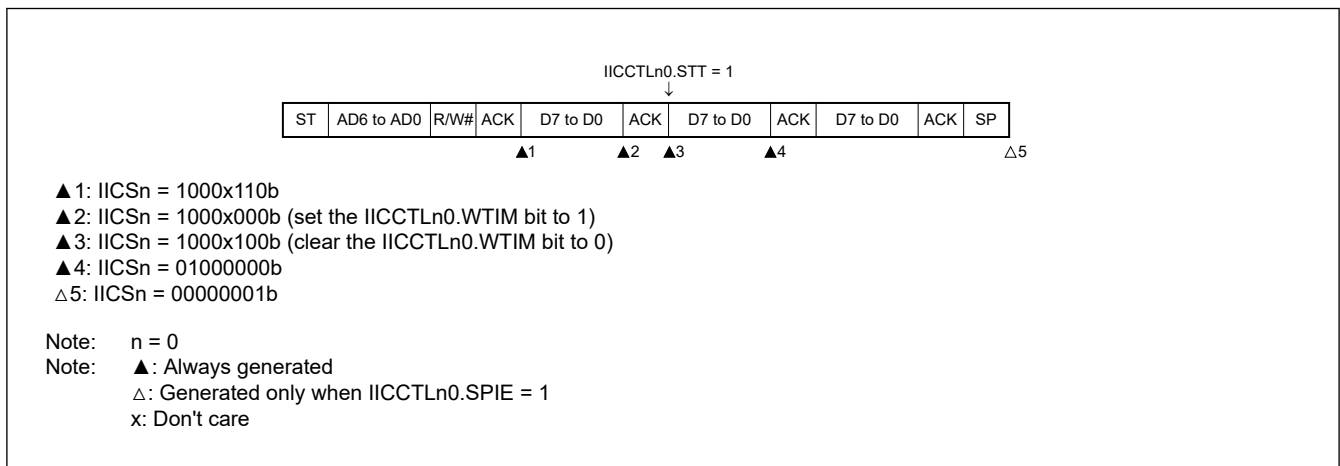 IICCTLn0.STT = 1
↓
ST AD6 to AD0 R/W# ACK D7 to D0 ACK D7 to D0 ACK D7 to D0 ACK SP
▲1 ▲2 ▲3 ▲4 △5
▲1: IICSn = 1000x110b
▲2: IICSn = 1000x000b (set the IICCTLn0.WTIM bit to 1)
▲3: IICSn = 1000x100b (clear the IICCTLn0.WTIM bit to 0)
▲4: IICSn = 01000000b
△5: IICSn = 00000001b
Note: n = 0
Note: ▲: Always generated
△: Generated only when IICCTLn0.SPIE = 1
x: Don't care